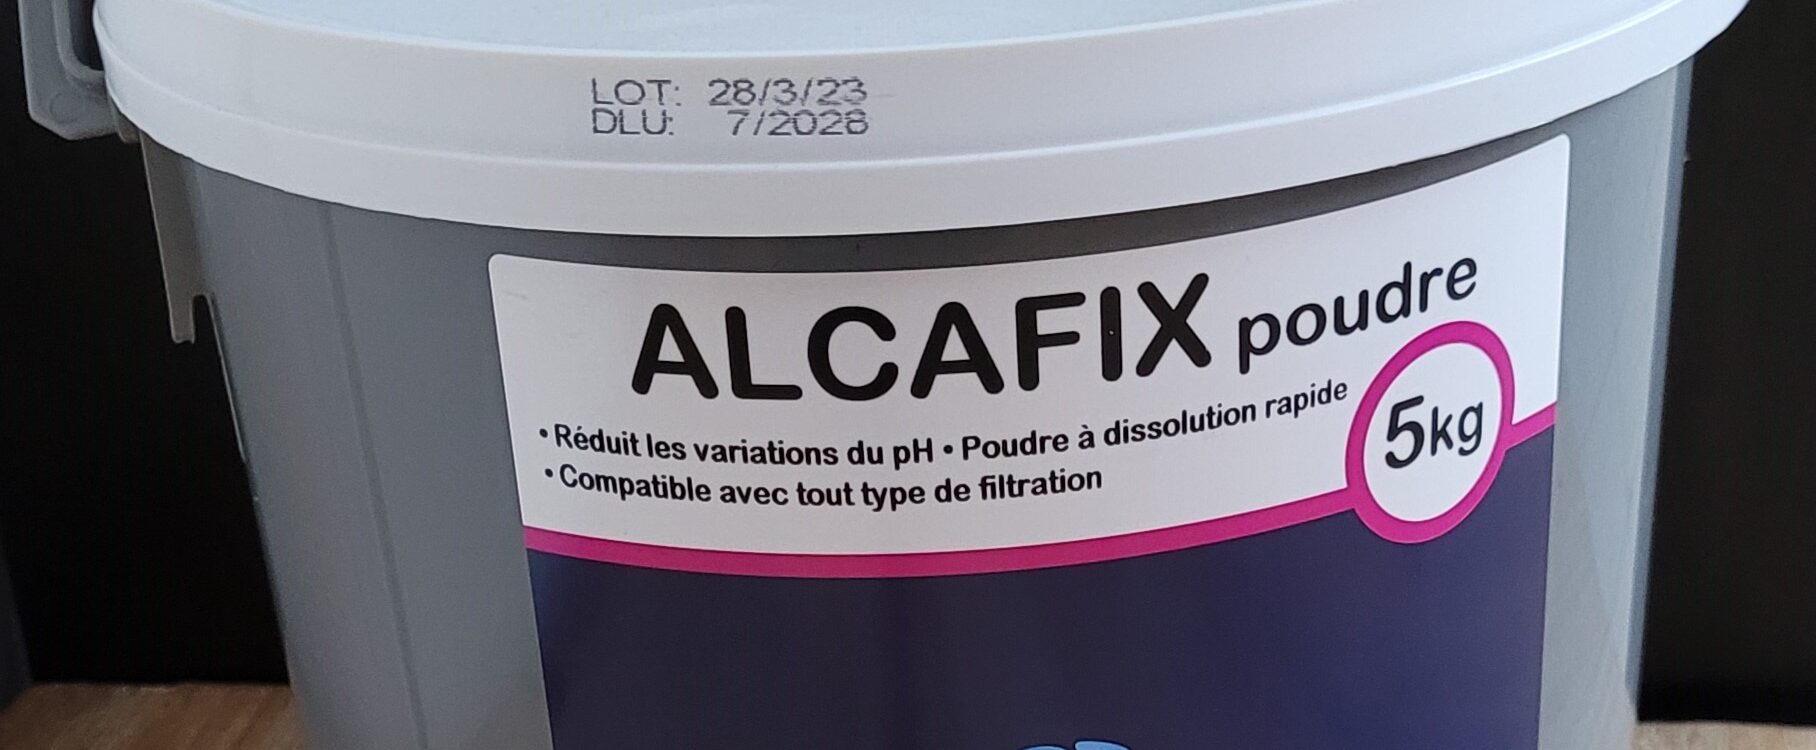 LOT: 28/3/23
DLU: 7/2028
ALCAFIX poudre
• Réduit les variations du pH • Poudre à dissolution rapide
• Compatible avec tout type de filtration
5kg